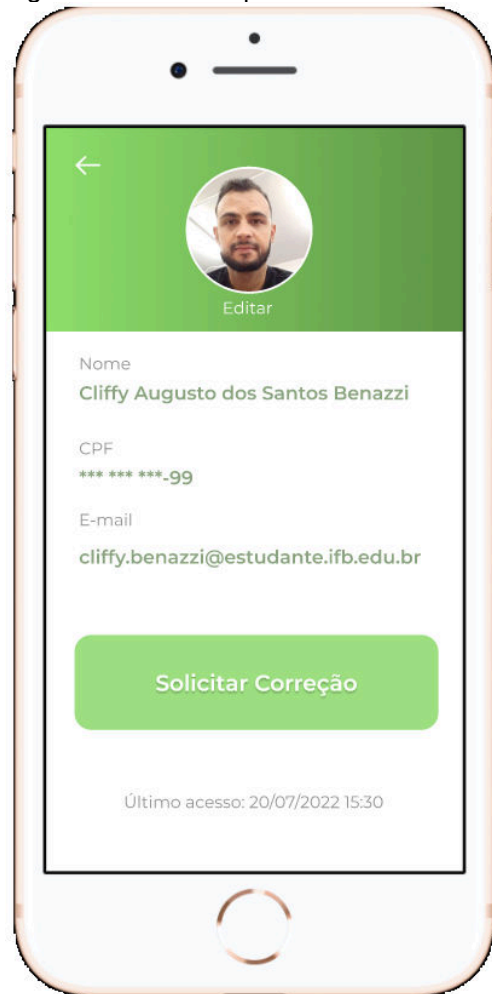 Editar
Nome
Cliffy Augusto dos Santos Benazzi
CPF
*** *** ***-99
E-mail
cliffy.benazzi@estudante.ifb.edu.br
Solicitar Correção
Último acesso: 20/07/2022 15:30